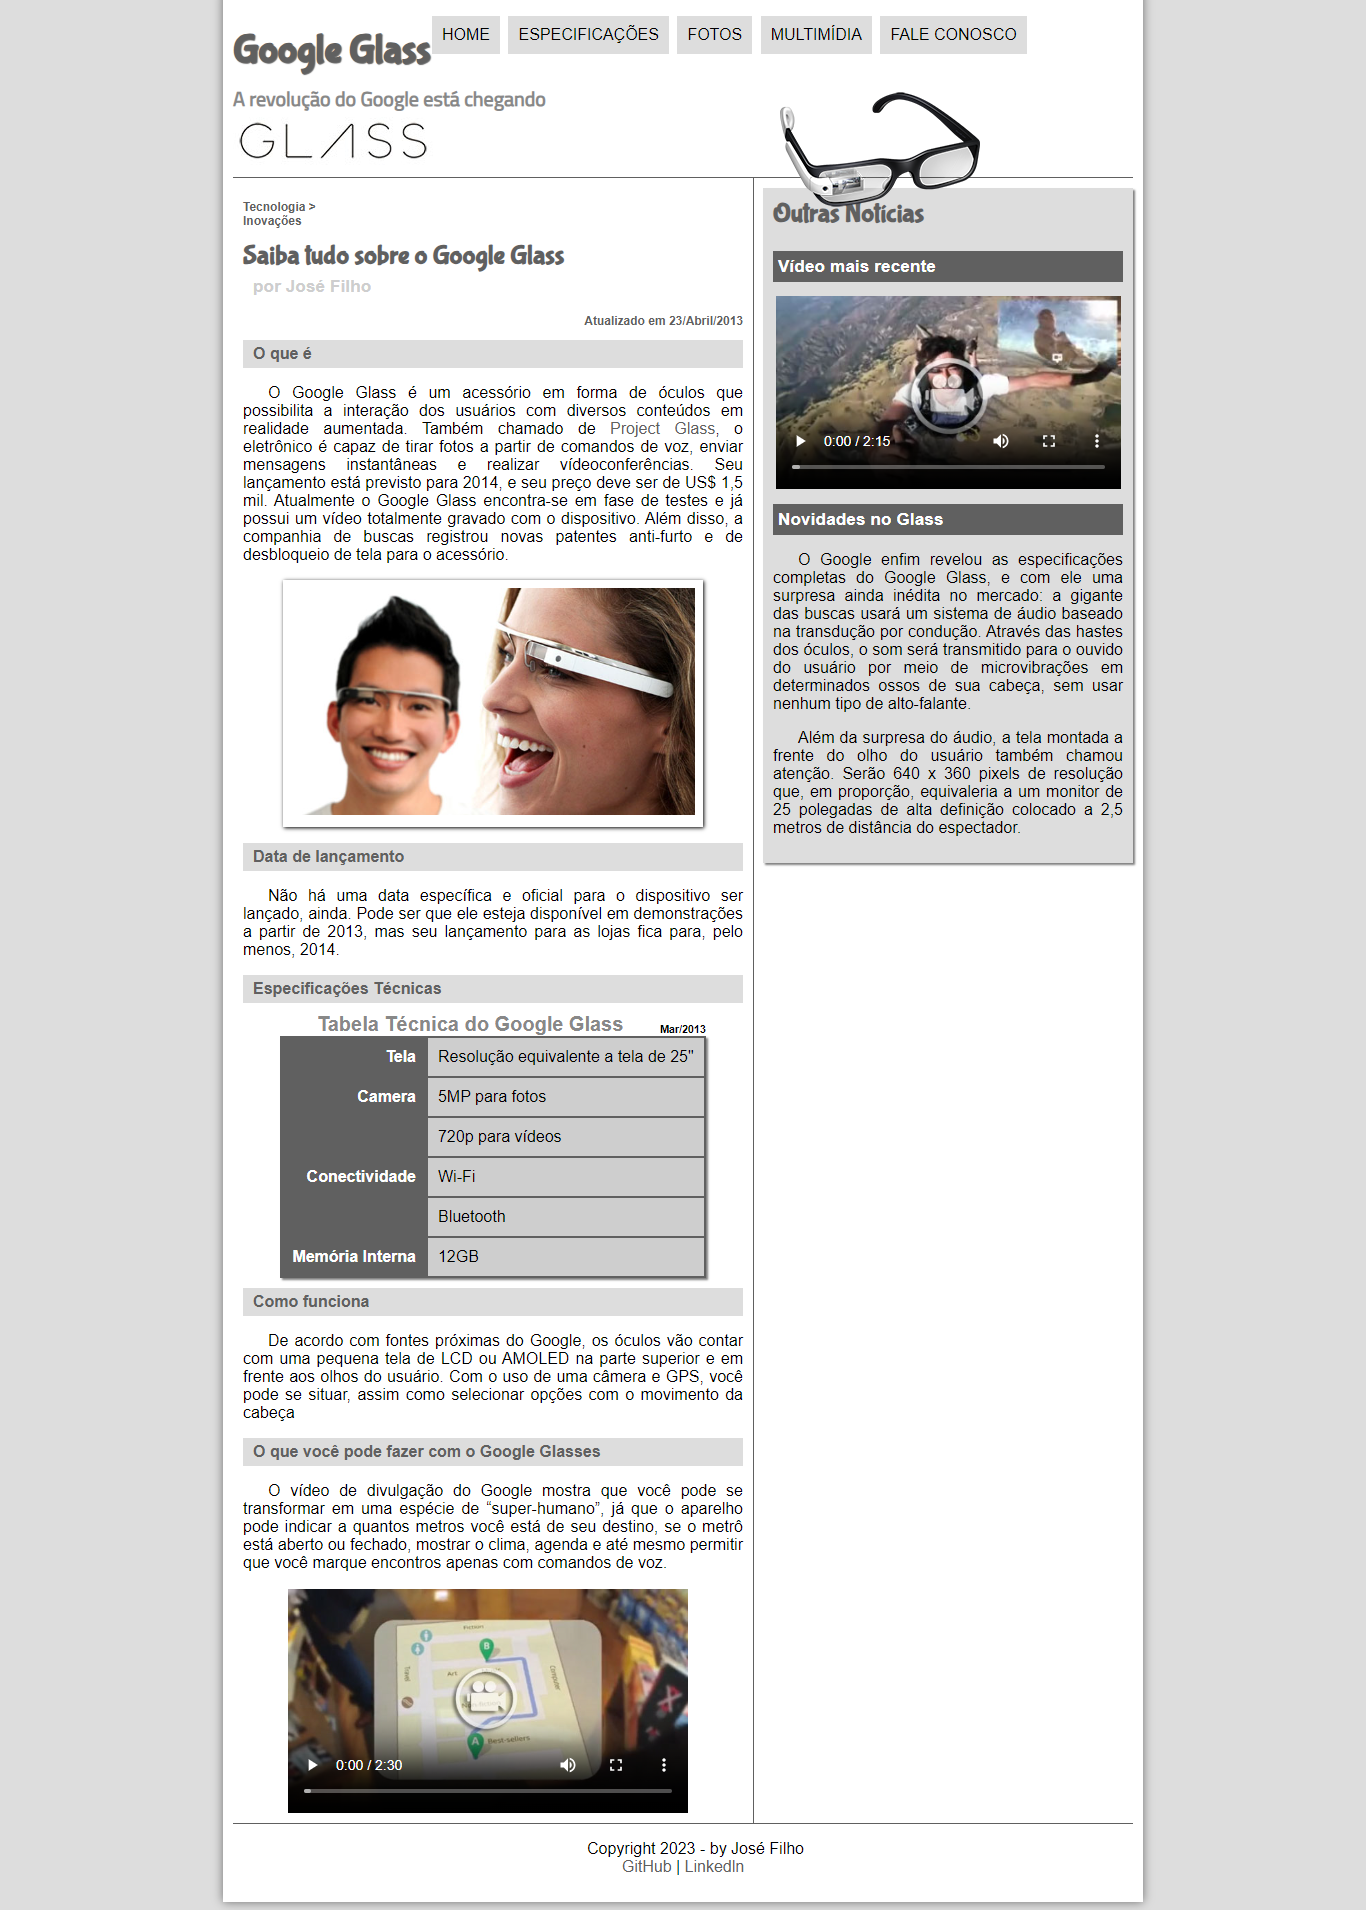 Google Glass
HOME ESPECIFICAÇÕES FOTOS MULTIMÍDIA FALE CONOSCO
A revolução do Google está chegando
GLASS
Tecnologia >
Inovações
Saiba tudo sobre o Google Glass
por José Filho
Atualizado em 23/Abril/2013
O que é
O Google Glass é um acessório em forma de óculos que
possibilita a interação dos usuários com diversos conteúdos em
realidade aumentada. Também chamado de Project Glass, o
eletrônico é capaz de tirar fotos a partir de comandos de voz, enviar
mensagens instantâneas e realizar vídeoconferências. Seu
lançamento está previsto para 2014, e seu preço deve ser de US$ 1,5
mil. Atualmente o Google Glass encontra-se em fase de testes e já
possui um vídeo totalmente gravado com o dispositivo. Além disso, a
companhia de buscas registrou novas patentes anti-furto e de
desbloqueio de tela para o acessório.
Data de lançamento
Não há uma data específica e oficial para o dispositivo ser
lançado, ainda. Pode ser que ele esteja disponível em demonstrações
a partir de 2013, mas seu lançamento para as lojas fica para, pelo
menos, 2014.
Especificações Técnicas
Tabela Técnica do Google Glass Mar/2013
Tela Resolução equivalente a tela de 25"
Camera 5MP para fotos
720p para vídeos
Conectividade Wi-Fi
Bluetooth
Memória Interna 12GB
Como funciona
De acordo com fontes próximas do Google, os óculos vão contar
com uma pequena tela de LCD ou AMOLED na parte superior e em
frente aos olhos do usuário. Com o uso de uma câmera e GPS, você
pode se situar, assim como selecionar opções com o movimento da
cabeça
O que você pode fazer com o Google Glasses
O vídeo de divulgação do Google mostra que você pode se
transformar em uma espécie de “super-humano”, já que o aparelho
pode indicar a quantos metros você está de seu destino, se o metrô
está aberto ou fechado, mostrar o clima, agenda e até mesmo permitir
que você marque encontros apenas com comandos de voz.
Fiction
B
Travel
Art
Computer
A
Best-sellers
0:00 / 2:30
Outras Notícias
Vídeo mais recente
0:00 / 2:15
Novidades no Glass
O Google enfim revelou as especificações
completas do Google Glass, e com ele uma
surpresa ainda inédita no mercado: a gigante
das buscas usará um sistema de áudio baseado
na transdução por condução. Através das hastes
dos óculos, o som será transmitido para o ouvido
do usuário por meio de microvibrações em
determinados ossos de sua cabeça, sem usar
nenhum tipo de alto-falante.
Além da surpresa do áudio, a tela montada a
frente do olho do usuário também chamou
atenção. Serão 640 x 360 pixels de resolução
que, em proporção, equivaleria a um monitor de
25 polegadas de alta definição colocado a 2,5
metros de distância do espectador.
Copyright 2023 - by José Filho
GitHub | LinkedIn